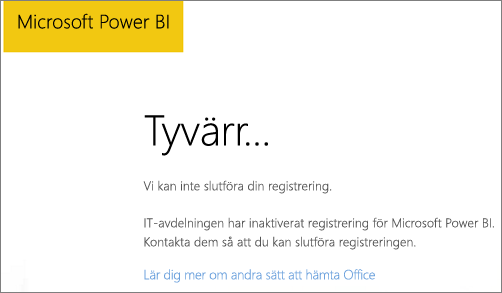 Microsoft Power BI
Tyvärr...
Vi kan inte slutföra din registrering.
IT-avdelningen har inaktiverat registrering för Microsoft Power BI.
Kontakta dem så att du kan slutföra registreringen.
Lär dig mer om andra sätt att hämta Office